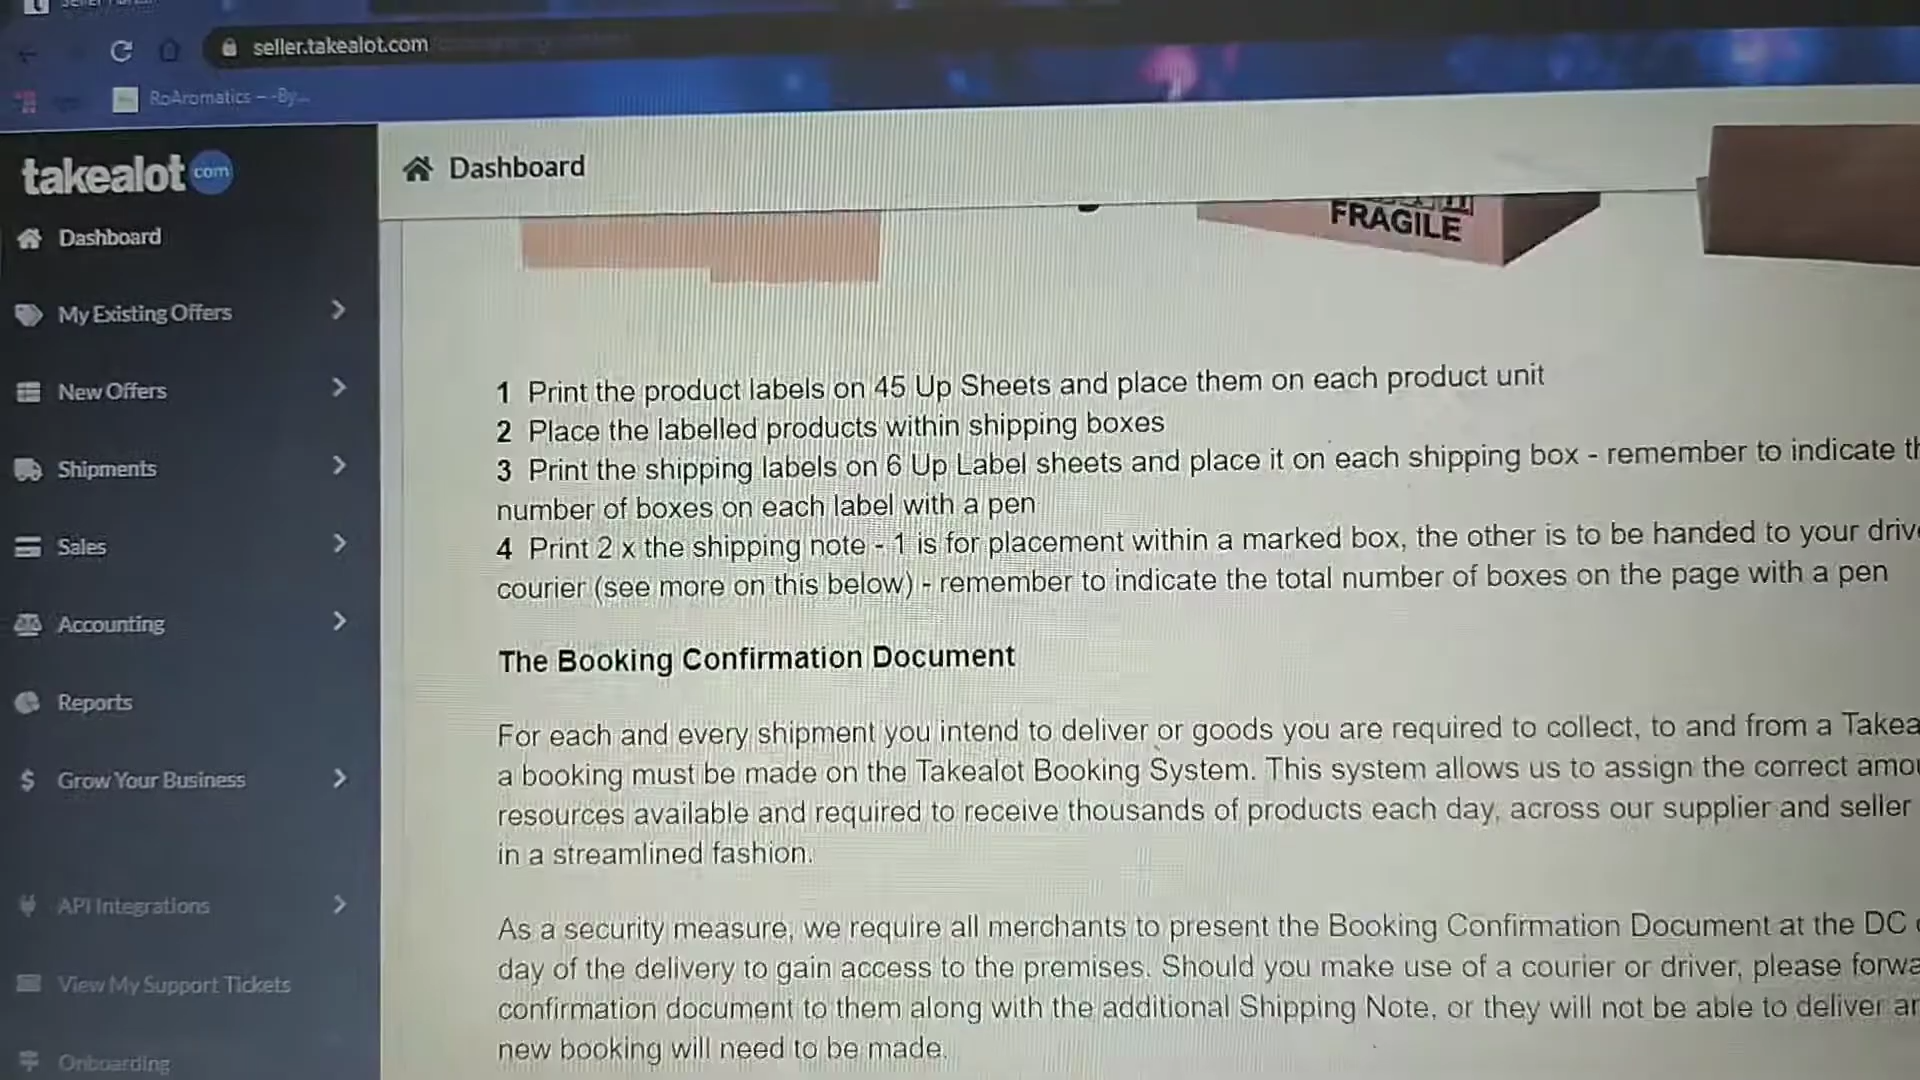 seller.takealot.com
RoAromatics – -By...
takealot com
Dashboard
Dashboard
My Existing Offers
New Offers
Shipments
Sales
Accounting
Reports
Grow Your Business
API Integrations
View My Support Tickets
Onboarding
FRAGILE
1 Print the product labels on 45 Up Sheets and place them on each product unit
2 Place the labelled products within shipping boxes
3 Print the shipping labels on 6 Up Label sheets and place it on each shipping box - remember to indicate th
number of boxes on each label with a pen
4 Print 2 x the shipping note - 1 is for placement within a marked box, the other is to be handed to your drive
courier (see more on this below) - remember to indicate the total number of boxes on the page with a pen
The Booking Confirmation Document
For each and every shipment you intend to deliver or goods you are required to collect, to and from a Takea
a booking must be made on the Takealot Booking System. This system allows us to assign the correct amou
resources available and required to receive thousands of products each day, across our supplier and seller
in a streamlined fashion.
As a security measure, we require all merchants to present the Booking Confirmation Document at the DC
day of the delivery to gain access to the premises. Should you make use of a courier or driver, please forwa
confirmation document to them along with the additional Shipping Note, or they will not be able to deliver an
new booking will need to be made.